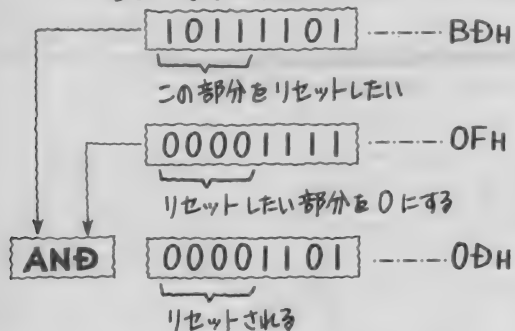 10111101 BDH
この部分をリセットしたい
00001111 0FH
リセットしたい部分を0にする
AND 00001101 0DH
リセットされる